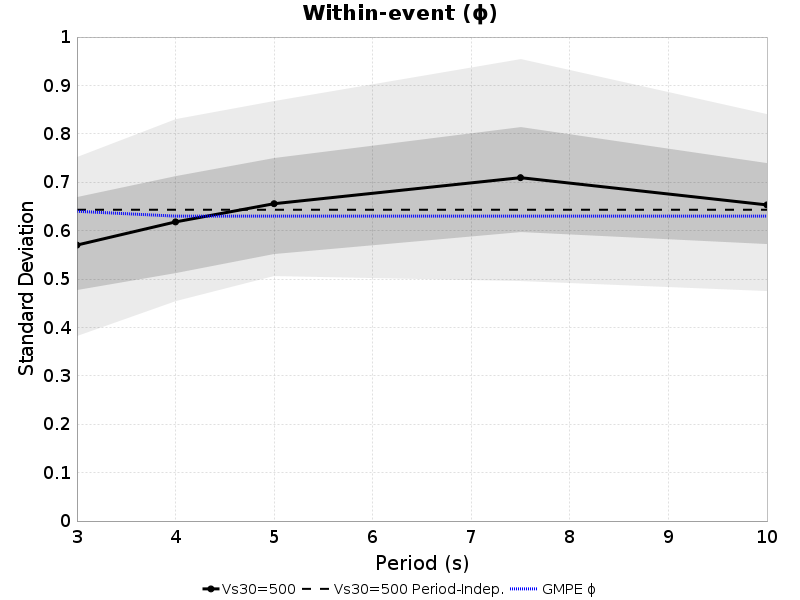 Within-event (ϕ)
1
0.9
0.8
0.7
0.6
0.5
0.4
0.3
0.2
0.1
0
Standard Deviation
3 4 5 6 7 8 9 10
Period (s)
Vs30=500 Vs30=500 Period-Indep. GMPE ϕ